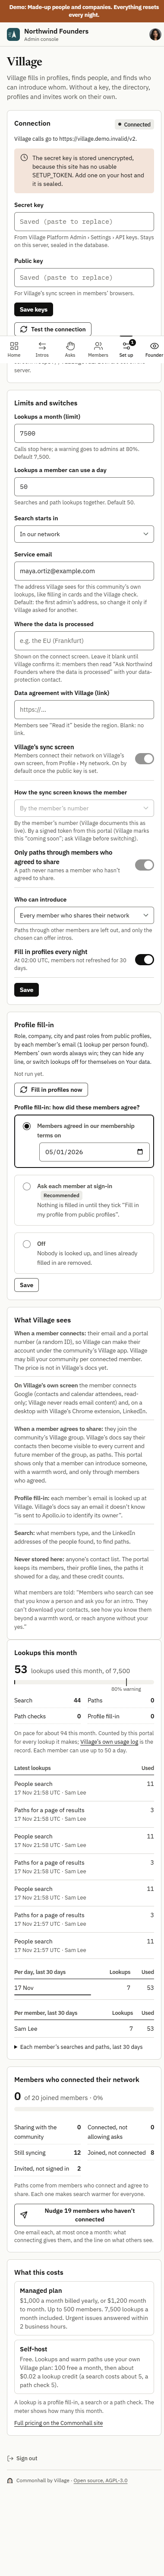 Demo: Made-up people and companies. Everything resets
every night.
Northwind Founders
Admin console
Village
Village fills in profiles, finds people, and finds who
can introduce whom. Without a key, the directory,
profiles and invites work on their own.
Connection
Connected
Village calls go to https://village.demo.invalid/v2.
The secret key is stored unencrypted,
because this site has no usable
SETUP_TOKEN. Add one on your host and
it is sealed.
Secret key
Saved (paste to replace)
From Village Platform Admin · Settings › API keys. Stays
on this server, sealed in the database.
Public key
Saved (paste to replace)
For Village's sync screen in members' browsers.
Save keys
Test the connection
Home
Intros
Asks
Members
Set up
Founder
server.
Limits and switches
Lookups a month (limit)
7500
Calls stop here; a warning goes to admins at 80%.
Default 7,500.
Lookups a member can use a day
50
Searches and path lookups together. Default 50.
Search starts in
In our network
Service email
maya.ortiz@example.com
The address Village sees for this community's own
lookups, like filling in cards and the Village check.
Default: the first admin's address, so change it only if
Village asked for another.
Where the data is processed
e.g. the EU (Frankfurt)
Shown on the connect screen. Leave it blank until
Village confirms it: members then read "Ask Northwind
Founders where the data is processed" with your data-
protection contact.
Data agreement with Village (link)
https://...
Members see "Read it" beside the region. Blank: no
link.
Village's sync screen
Members connect their network on Village's
screen, from Profile › My network. On by
default once the public key is set.
How the sync screen knows the member
By the member's number
By the member's number (Village documents this site as
live). By a signed token from this portal (Village marks
this "coming soon"; ask Village before switching).
Only paths through members who
agreed to share
A path never names a member who hasn't
agreed to share.
Who can introduce
Every member who shares their network
Paths through other members are left out, and only the
chosen can offer intros.
Fill in profiles every night
At 02:00 UTC, members not refreshed for 30
days.
Save
Profile fill-in
Role, company, city and past roles from public profiles,
by each member's email (1 lookup per person found).
Members' own words always win; they can hide any
line, or switch lookups off for themselves on Your data.
Not run yet.
Fill in profiles now
Profile fill-in: how did these members agree?
Members agreed in our membership
terms on
05/01/2026
Ask each member at sign-in
Recommended
Nothing is filled in until they tick "Fill in
my profile from public profiles".
Off
Nobody is looked up, and lines already
filled in are removed.
Save
What Village sees
When a member connects: their email and a portal
number (a random ID), so Village can make their
account under the community's Village app. Village
may bill your community per connected member.
The price is not in Village's docs yet.
On Village's own screen the member connects
Google (contacts and calendar attendees, read-
only; Village never reads email content) and, on a
desktop with Village's Chrome extension, LinkedIn.
When a member agrees to share: they join the
community's Village group. Village's docs say their
contacts then become visible to every current and
future group member, as paths. This portal shows
only that a member knows someone and can
introduce, with a warmth word, and only through
members who agreed.
Profile fill-in: each member's email is looked up at
Village. Village's docs say an email it doesn't know
"is sent to Apollo.io to identify its owner".
Search: what members type, and the LinkedIn
addresses of the people found, to find paths.
Never stored here: anyone's contact list. The portal
keeps its members, their profile lines, the paths it
showed for a day, and these credit counts.
What members are told: "Members who can search see
that you know a person and ask you for an intro. They
can't download your contacts, see how you know them
beyond a warmth word, or reach anyone without your
yes."
Lookups this month
53 lookups used this month, of 7,500
80% warning
Search 44 Paths 0
Path checks 0 Profile fill-in 0
On pace for about 94 this month. Counted by this portal
for every lookup it makes; Village's own usage log is the
record. Each member can use up to 50 a day.
Latest lookups Used
People search 11
17 Nov 21:58 UTC · Sam Lee
Paths for a page of results 3
17 Nov 21:58 UTC · Sam Lee
People search 11
17 Nov 21:58 UTC · Sam Lee
Paths for a page of results 3
17 Nov 21:58 UTC · Sam Lee
People search 11
17 Nov 21:58 UTC · Sam Lee
Paths for a page of results 3
17 Nov 21:57 UTC · Sam Lee
People search 11
17 Nov 21:57 UTC · Sam Lee
Per day, last 30 days Lookups Used
17 Nov 7 53
Per member, last 30 days Lookups Used
Sam Lee 7 53
Each member's searches and paths, last 30 days
Members who connected their network
0 of 20 joined members · 0%
Sharing with the community 0 Connected, not allowing asks 0
Still syncing 12 Joined, not connected 8
Invited, not signed in 2
Paths come from members who connect and agree to
share. Each one makes search warmer for everyone.
Nudge 19 members who haven't
connected
One email each, at most once a month: what
connecting gives them, and the line on what others see.
What this costs
Managed plan
$1,000 a month billed yearly, or $1,200 month
to month. Up to 500 members. 7,500 lookups a
month included. Urgent issues answered within
2 business hours.
Self-host
Free. Lookups and warm paths use your own
Village plan: 100 free a month, then about
$0.02 a lookup credit (a search costs about 5, a
path check 5).
A lookup is a profile fill-in, a search or a path check. The
meter shows how many this month.
Full pricing on the Commonhall site
Sign out
Commonhall by Village · Open source, AGPL-3.0